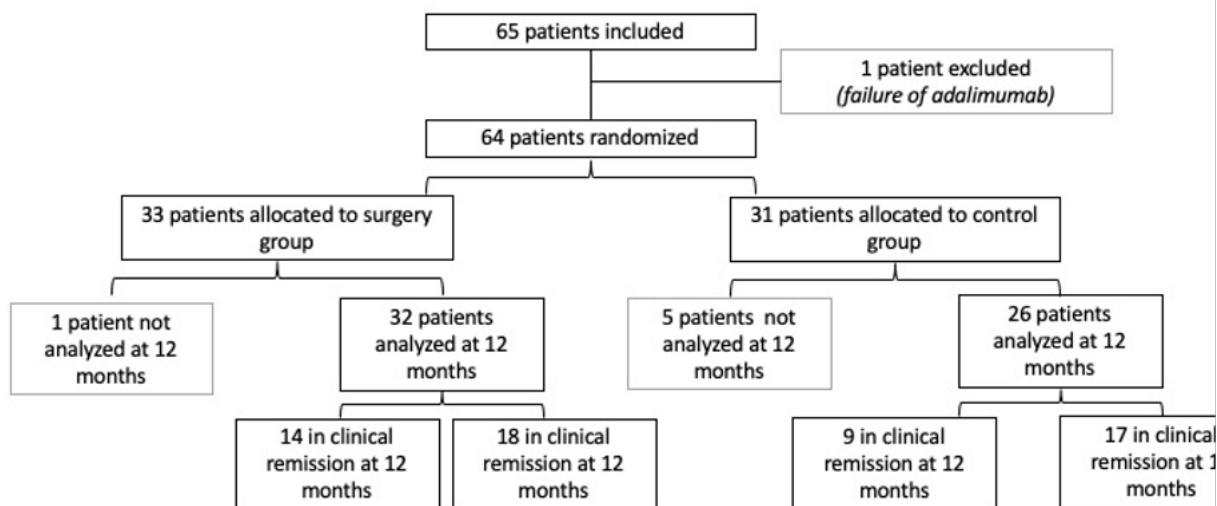 65 patients included
1 patient excluded
(failure of adalimumab)
64 patients randomized
33 patients allocated to surgery
group
31 patients allocated to control
group
1 patient not
analyzed at 12
months
32 patients
analyzed at 12
months
5 patients  not
analyzed at 12
months
26 patients
analyzed at 12
months
14 in clinical
remission at 12
months
18 in clinical
remission at 12
months
9 in clinical
remission at 12
months
17 in clinical
remission at 1
months